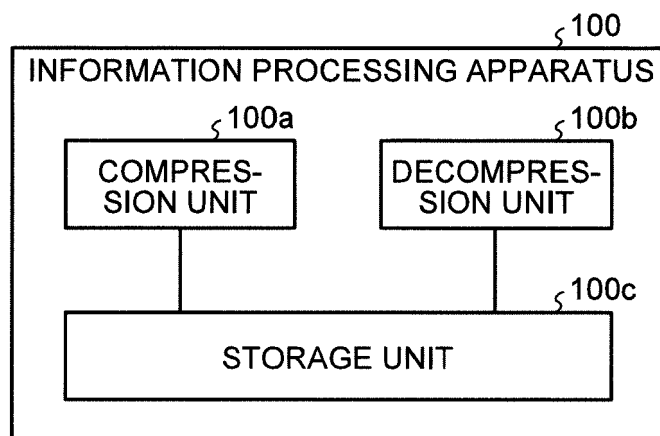 100
INFORMATION PROCESSING APPARATUS
100a
100b
COMPRES-
SION UNIT
DECOMPRES-
SION UNIT
100c
STORAGE UNIT